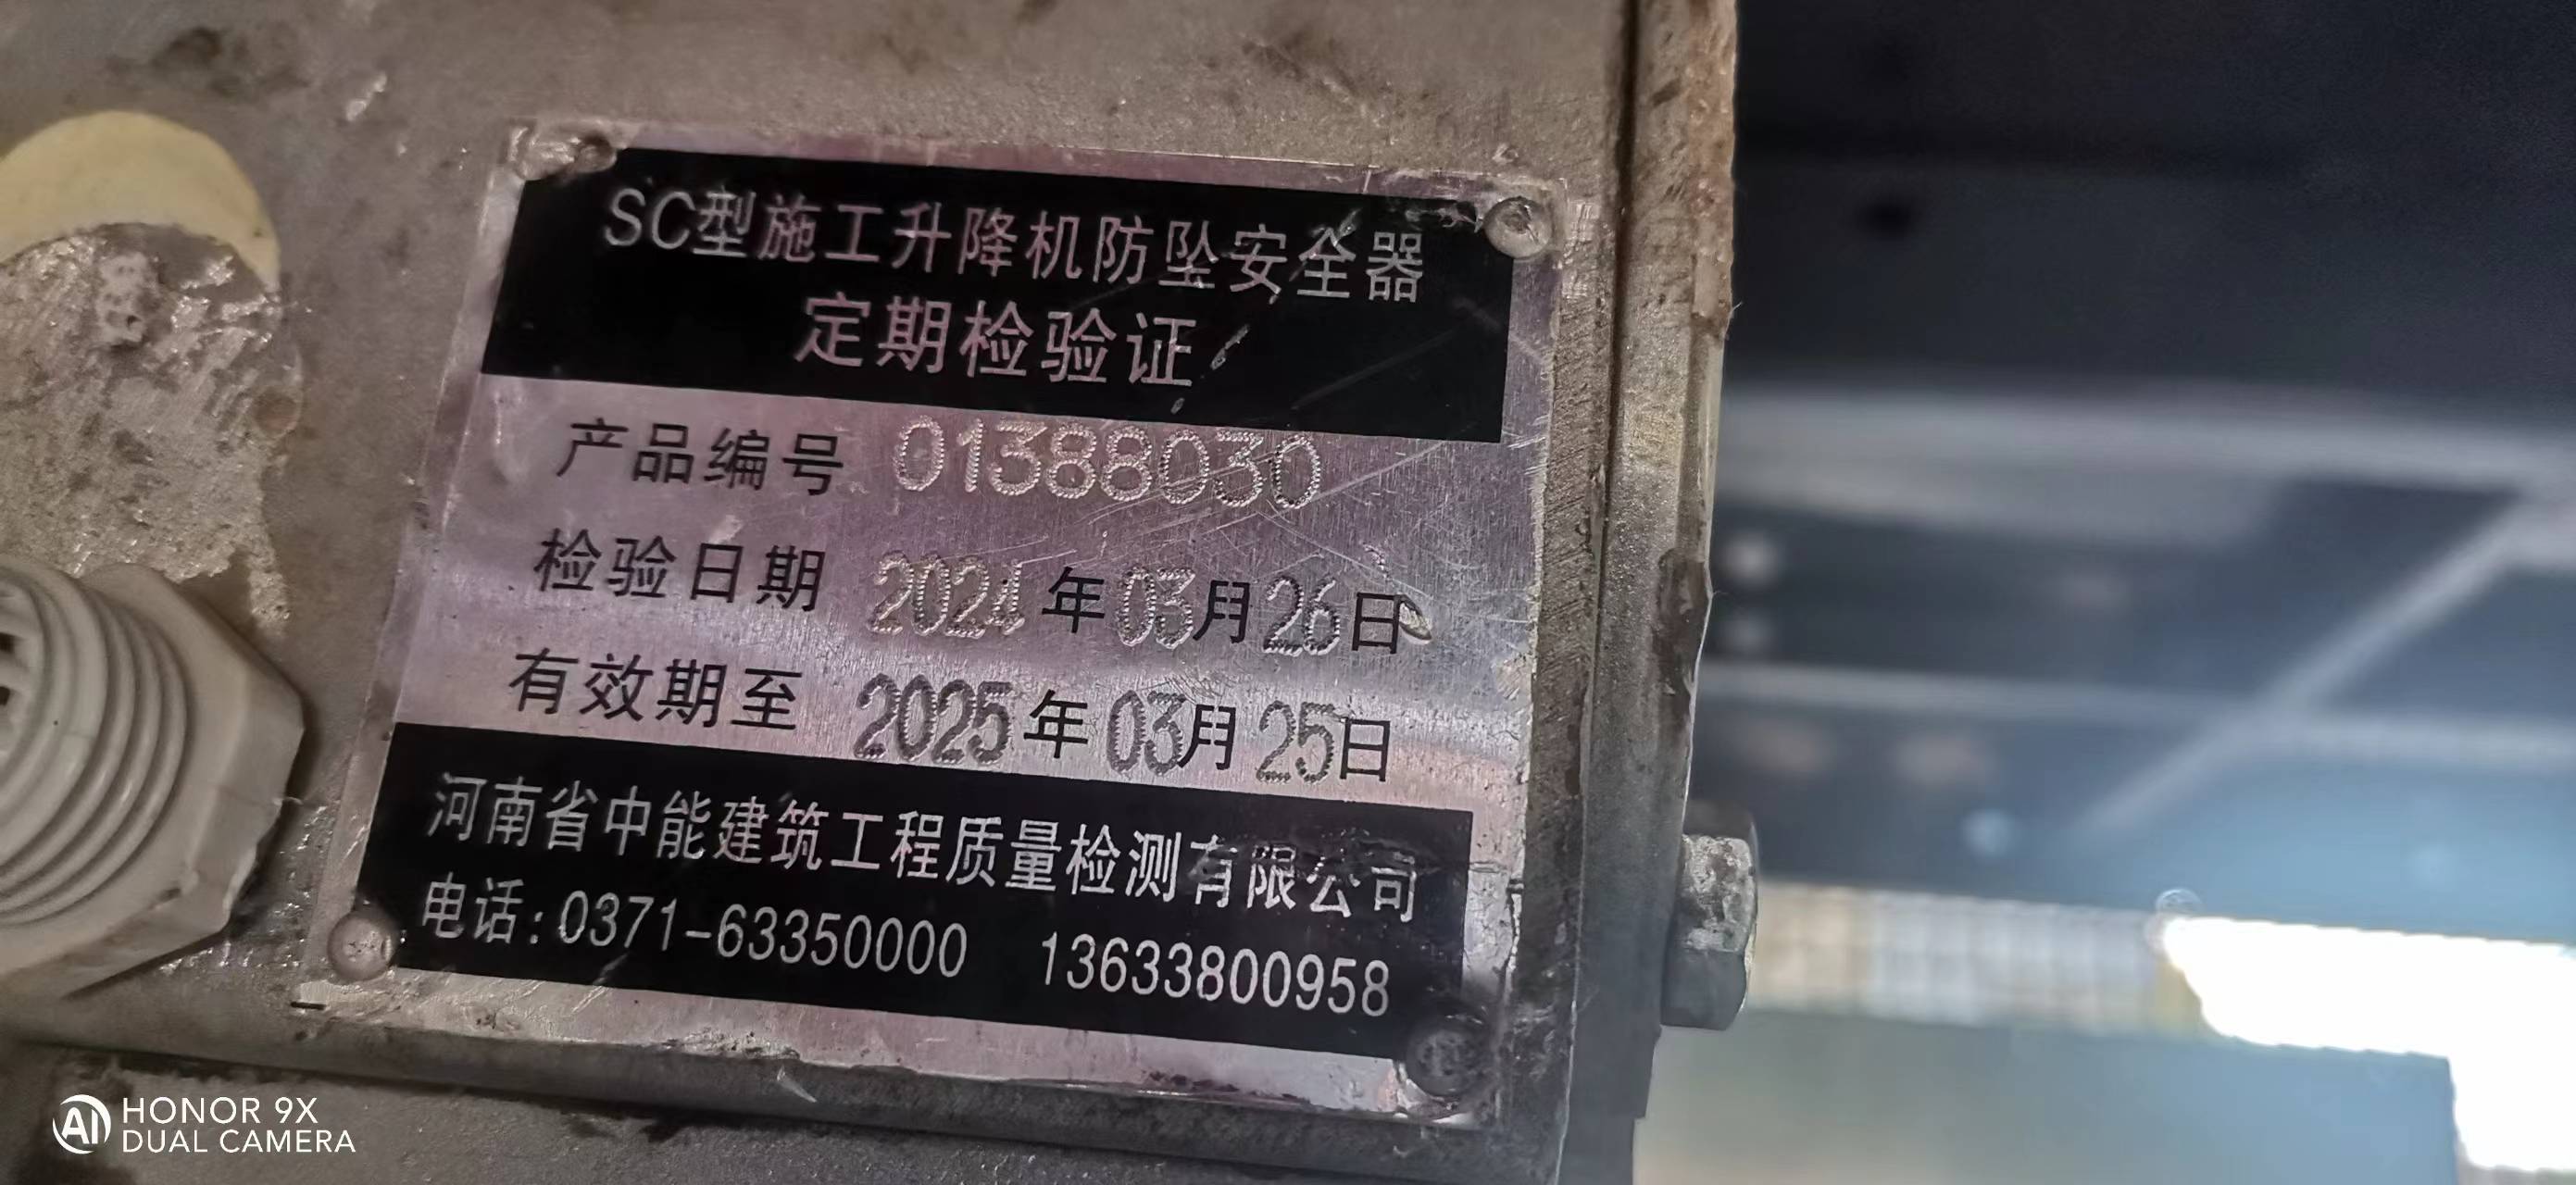 SC型施工升降机防坠安全器
定期检验证
产品编号 01388030
检验日期 2024年03月26日
有效期至 2025年03月25日
河南省中能建筑工程质量检测有限公司
电话:0371-63350000 13633800958
AI HONOR 9X
DUAL CAMERA